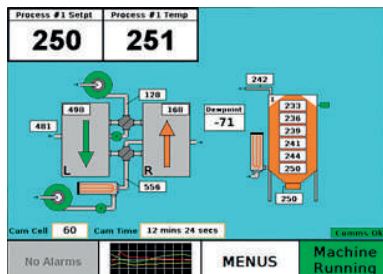 Process #1 Setpt
Process #1 Temp
250
251
242
128
490
160
Dewpoint
-71
481
L
R
233
236
239
241
244
250
556
250
Cam Cell
60
Cam Time
12 mins 24 secs
Comms Ok
No Alarms
MENUS
Machine
Running